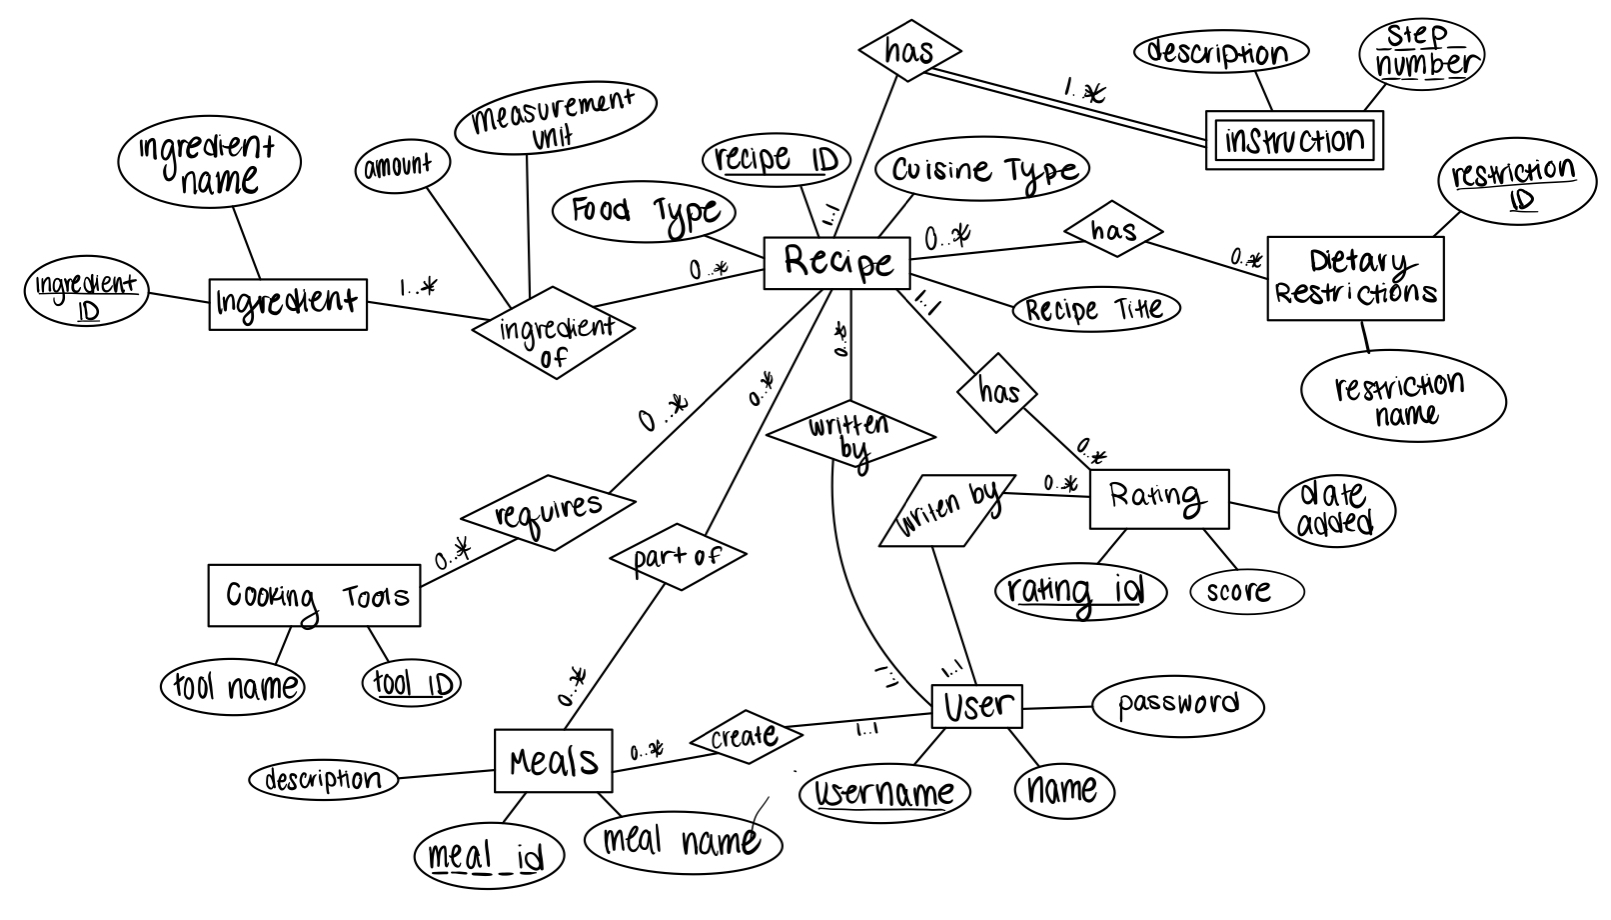 has
description
Step
number
1..*
instruction
measurement
unit
ingredient
name
amount
recipe ID
Cuisine Type
restriction
ID
Food Type
1..1
0..*
has
0..*
Recipe
Dietary
Restrictions
ingredient
ID
Ingredient
1..*
0..*
ingredient
of
1..1
Recipe Title
0..*
restriction
name
has
0..*
0..*
written
by
0..*
requires
writen by
0..*
Rating
date
added
0..*
part of
Cooking Tools
rating id
score
tool name
tool ID
0..*
1..1
1..1
User
password
create
1..1
0..*
Meals
description
username
name
meal id
meal name